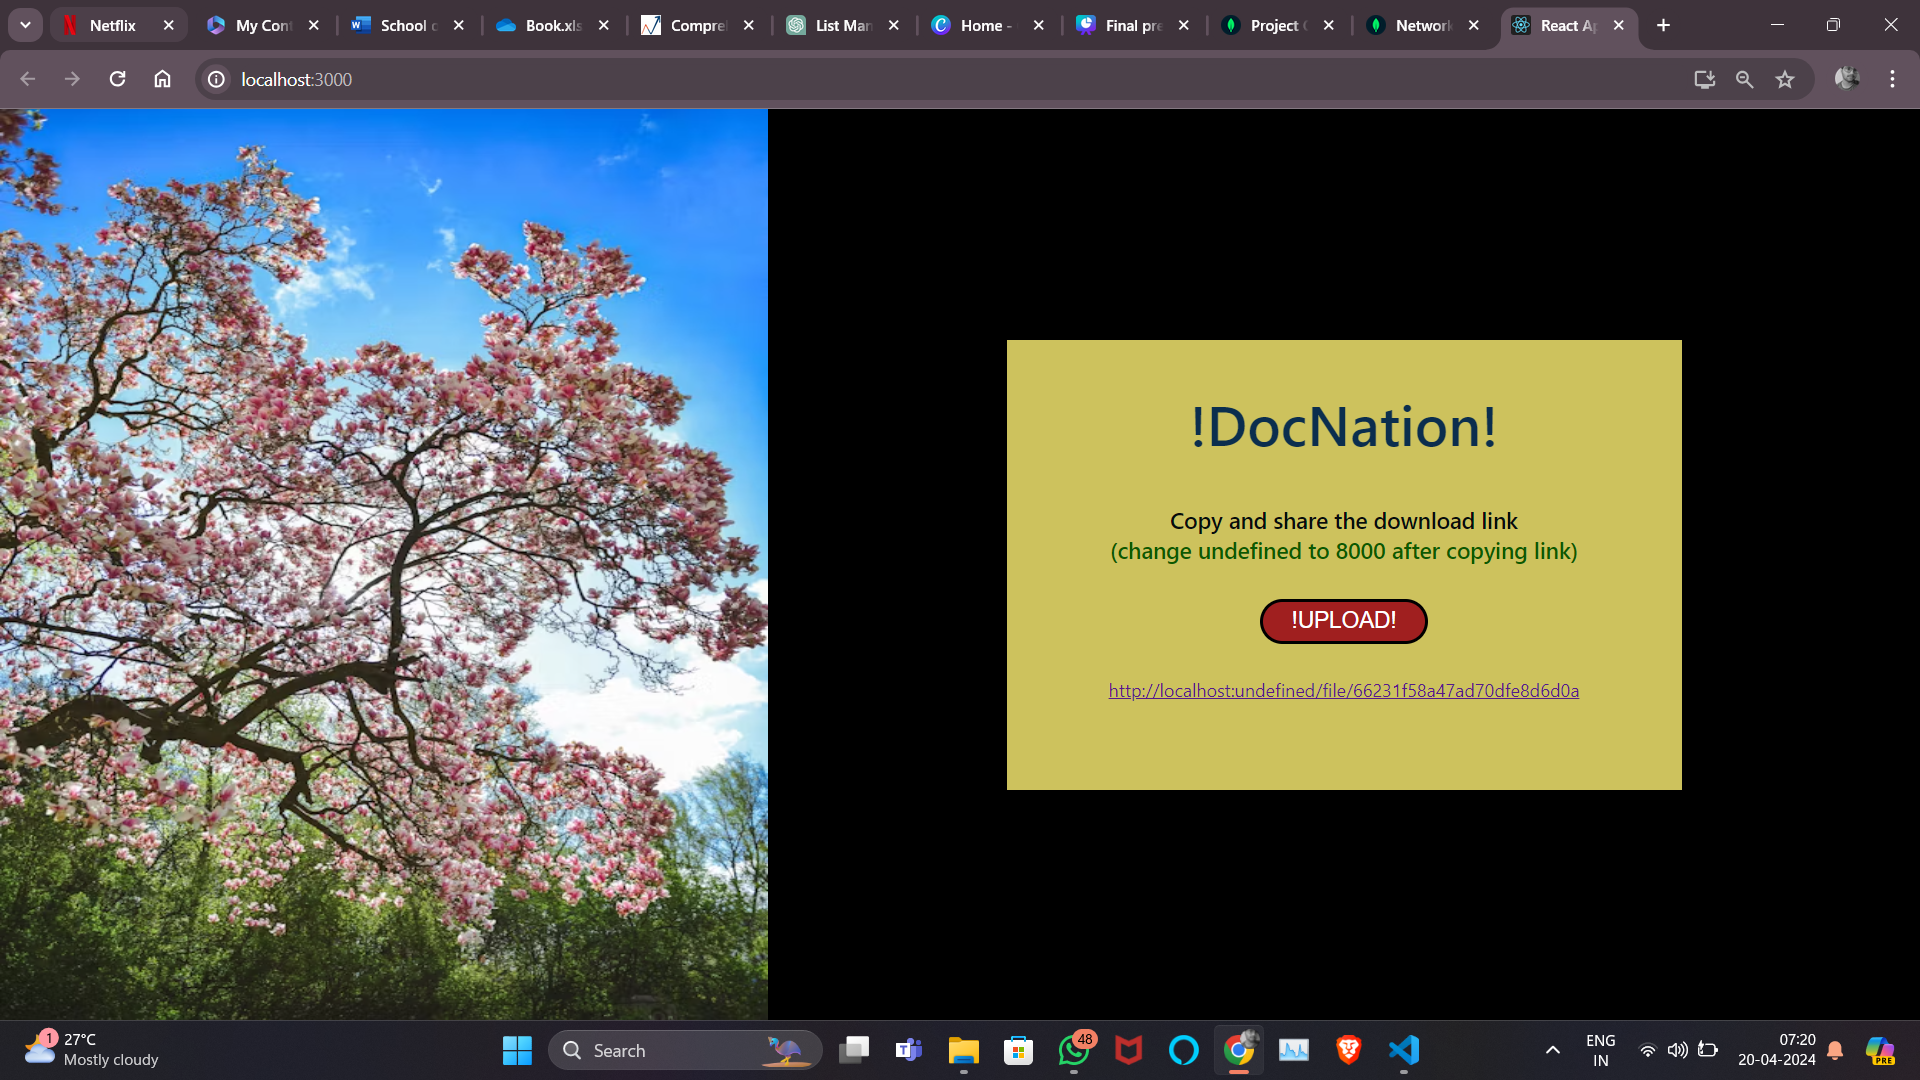 Netflix
My Con
School
Book.xls
Compre
List Man
Home -
Final pre
Project
Network
React Ap
localhost:3000
!DocNation!
Copy and share the download link
(change undefined to 8000 after copying link)
!UPLOAD!
http://localhost:undefined/file/66231f58a47ad70dfe8d6d0a
1
27°C
Mostly cloudy
Search
48
ENG
IN
07:20
20-04-2024
PRE